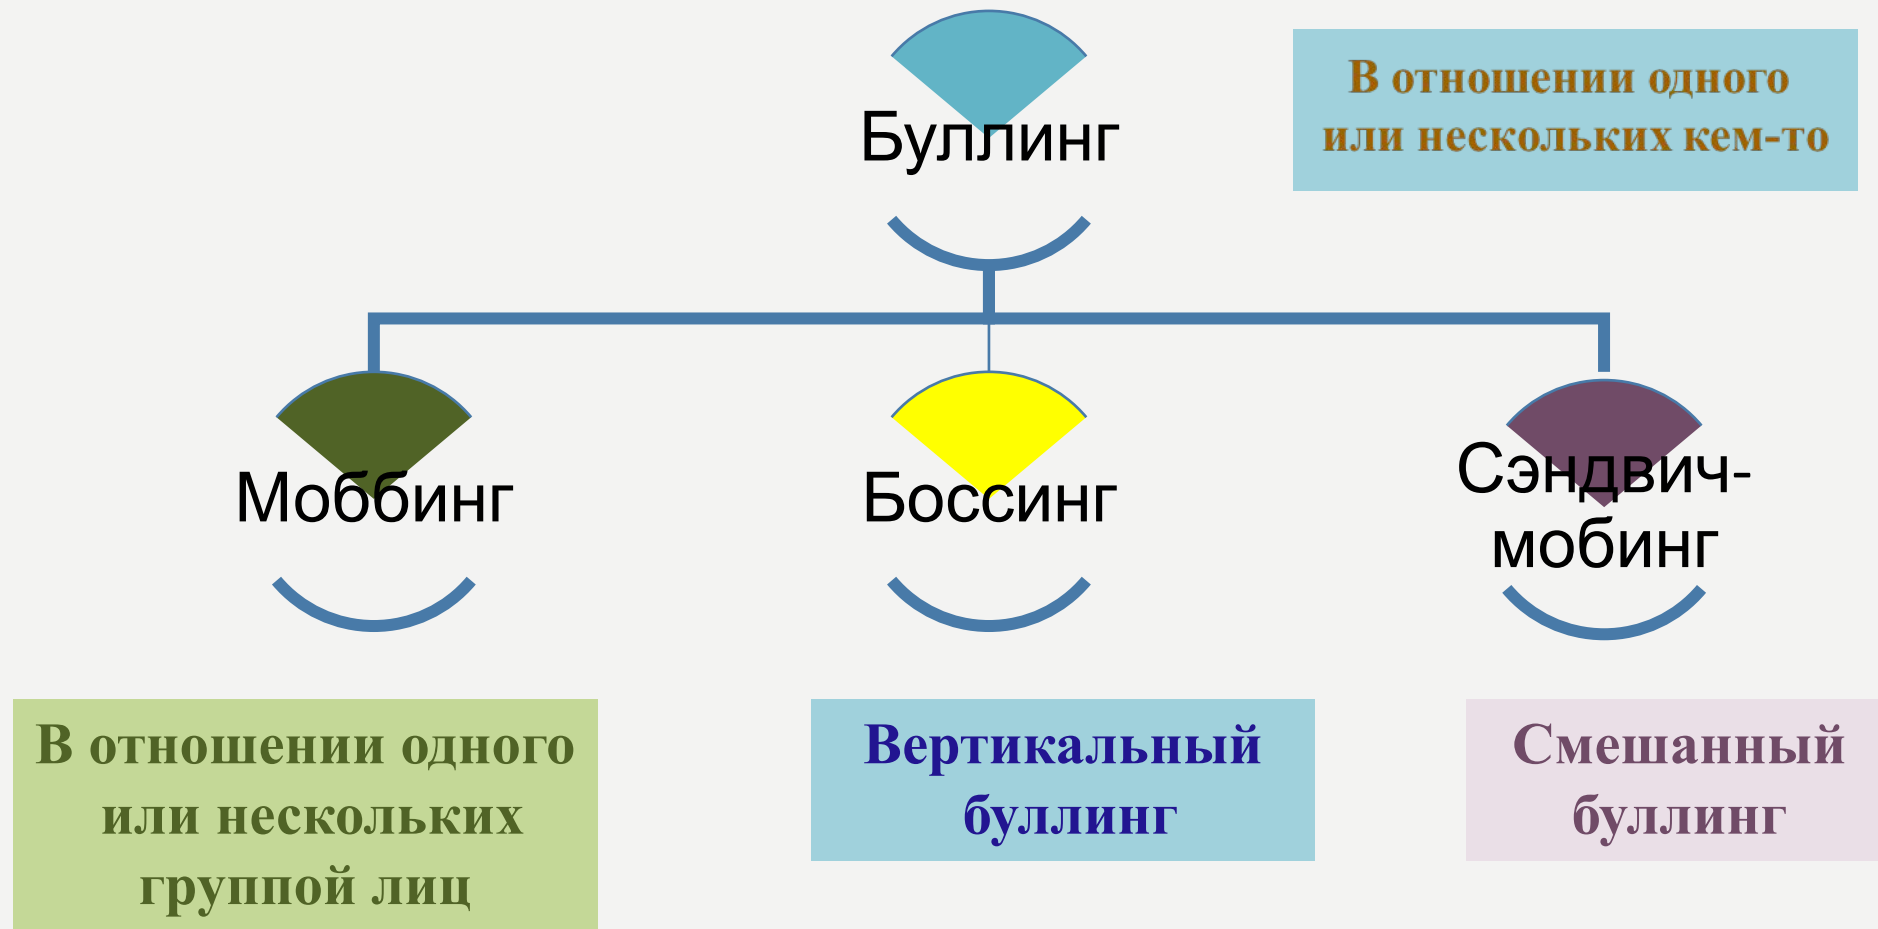 Буллинг
В отношении одного
или нескольких кем-то
Моббинг
Боссинг
Сэндвич-
мобинг
В отношении одного
или нескольких
группой лиц
Вертикальный
буллинг
Смешанный
буллинг